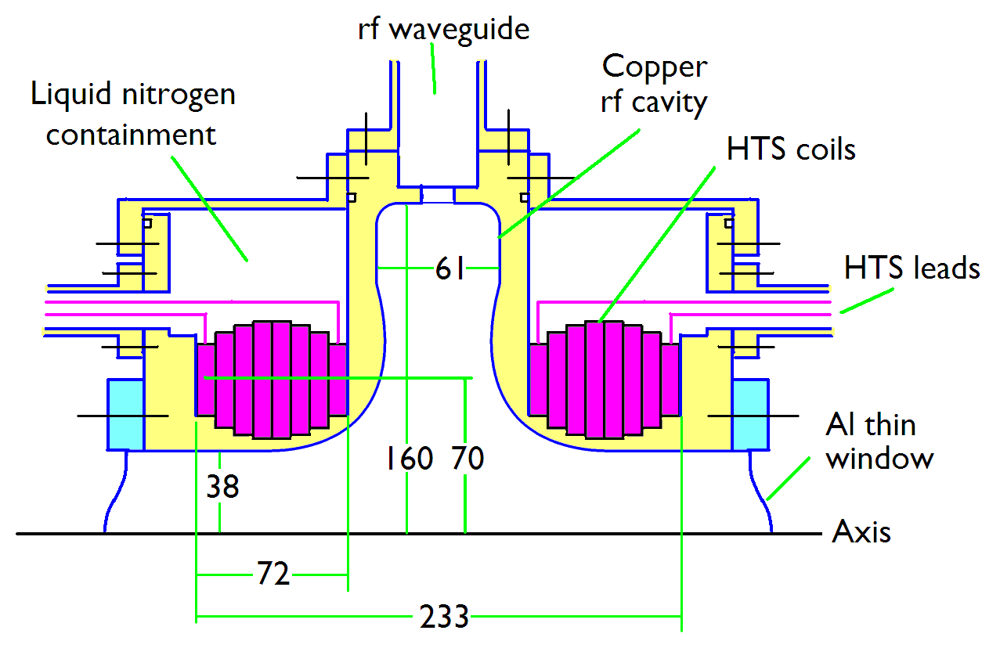 rf waveguide
Copper
rf cavity
Liquid nitrogen
containment
HTS coils
61
HTS leads
160
70
38
Al thin
window
Axis
72
233